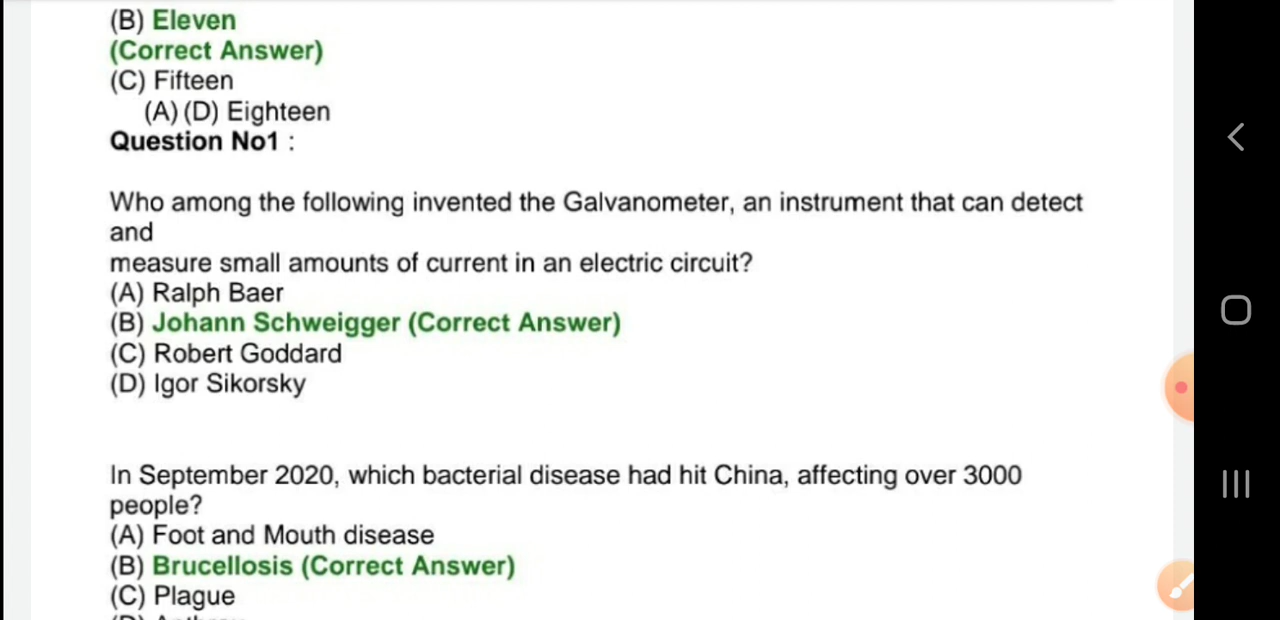 (B) Eleven
(Correct Answer)
(C) Fifteen
(A) (D) Eighteen
Question No1 :
Who among the following invented the Galvanometer, an instrument that can detect
and
measure small amounts of current in an electric circuit?
(A) Ralph Baer
(B) Johann Schweigger (Correct Answer)
(C) Robert Goddard
(D) Igor Sikorsky
In September 2020, which bacterial disease had hit China, affecting over 3000
people?
(A) Foot and Mouth disease
(B) Brucellosis (Correct Answer)
(C) Plague